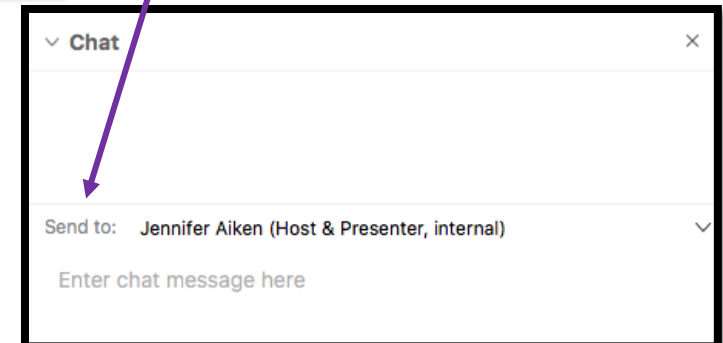 Chat
Send to: Jennifer Aiken (Host & Presenter, internal)
Enter chat message here